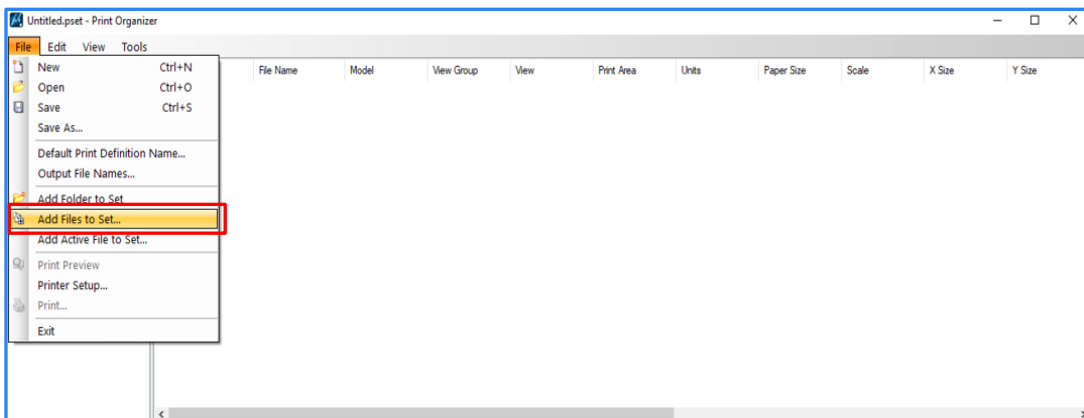 Untitled.pset - Print Organizer
File Edit View Tools
File Name Model View Group View Print Area Units Paper Size Scale X Size Y Size
New Ctrl+N
Open Ctrl+O
Save Ctrl+S
Save As...
Default Print Definition Name...
Output File Names...
Add Folder to Set
Add Files to Set...
Add Active File to Set...
Print Preview
Printer Setup...
Print...
Exit